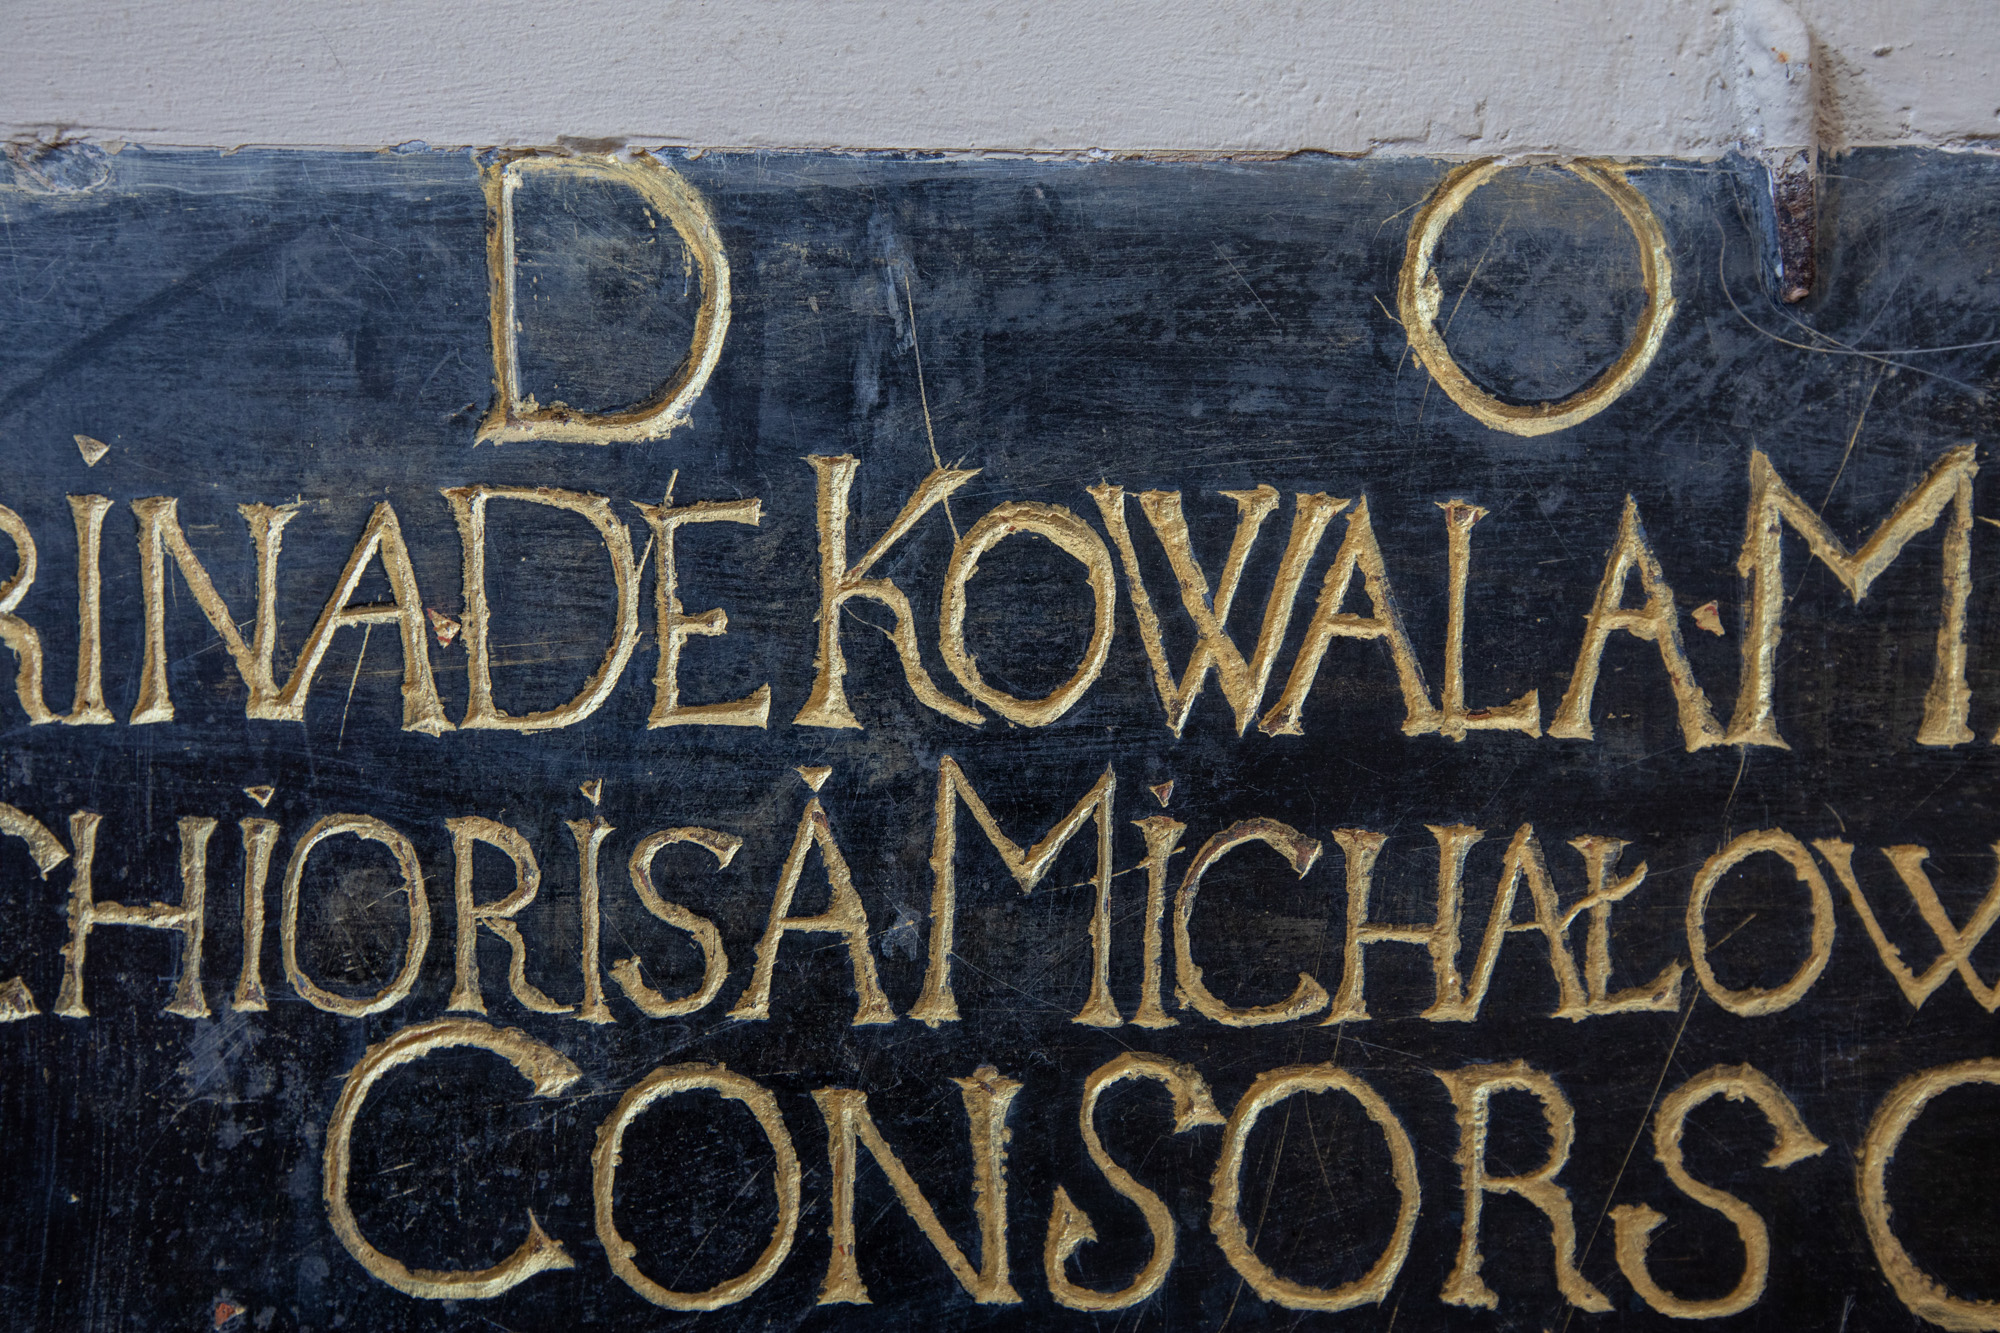 D O
RINA·DE KOWALA·M
CHIORIS À MICHAŁOW
CONSORS O